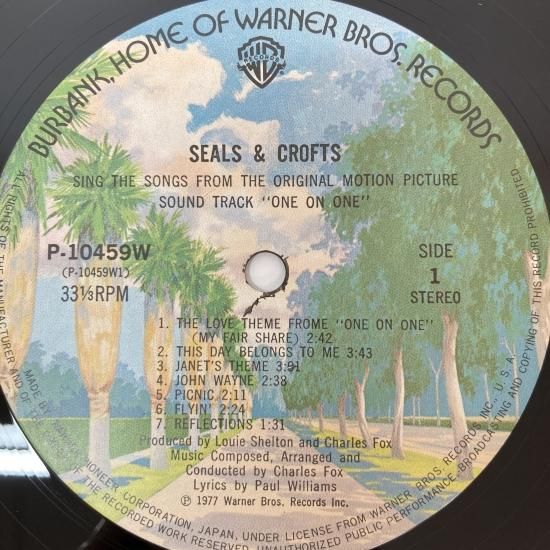 BURBANK, HOME OF WARNER BROS. RECORDS
RECORDS
SEALS & CROFTS
SING THE SONGS FROM THE ORIGINAL MOTION PICTURE
SOUND TRACK "ONE ON ONE"
P-10459W
(P-10459W1)
33⅓RPM
SIDE
1
STEREO
1. THE LOVE THEME FROME "ONE ON ONE"
(MY FAIR SHARE) 2:42
2. THIS DAY BELONGS TO ME 3:43
3. JANET'S THEME
4. JOHN WAYNE 2:38
5. PICNIC 2:11
6. FLYIN' 2:24
7. REFLECTIONS 1:31
Produced by Louie Shelton and Charles Fox
Music Composed, Arranged and
Conducted by Charles Fox
Lyrics by Paul Williams
Ⓟ 1977 Warner Bros. Records Inc.
MADE BY PIONEER CORPORATION, JAPAN, UNDER LICENSE FROM WARNER BROS. RECORDS INC., U.S.A.
ALL RIGHTS OF THE MANUFACTURER AND OF THE OF THE RECORDED WORK RESERVED. UNAUTHORIZED PUBLIC PERFORMANCE, BROADCASTING AND COPYING OF THIS RECORD PROHIBITED